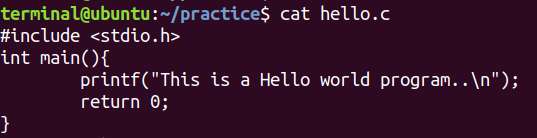 terminal@ubuntu:~/practice$ cat hello.c
#include <stdio.h>
int main(){
        printf("This is a Hello world program..\n");
        return 0;
}